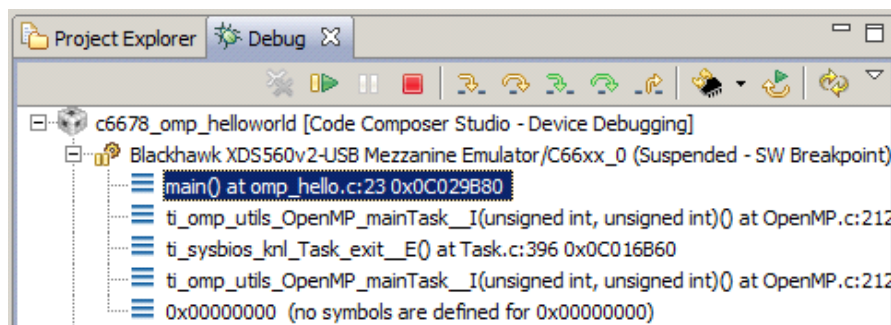 Project Explorer Debug
c6678_omp_helloworld [Code Composer Studio - Device Debugging]
Blackhawk XDS560v2-USB Mezzanine Emulator/C66xx_0 (Suspended - SW Breakpoint)
main() at omp_hello.c:23 0x0C029B80
ti_omp_utils_OpenMP_mainTask__I(unsigned int, unsigned int)() at OpenMP.c:212
ti_sysbios_knl_Task_exit__E() at Task.c:396 0x0C016B60
ti_omp_utils_OpenMP_mainTask__I(unsigned int, unsigned int)() at OpenMP.c:212
0x00000000 (no symbols are defined for 0x00000000)